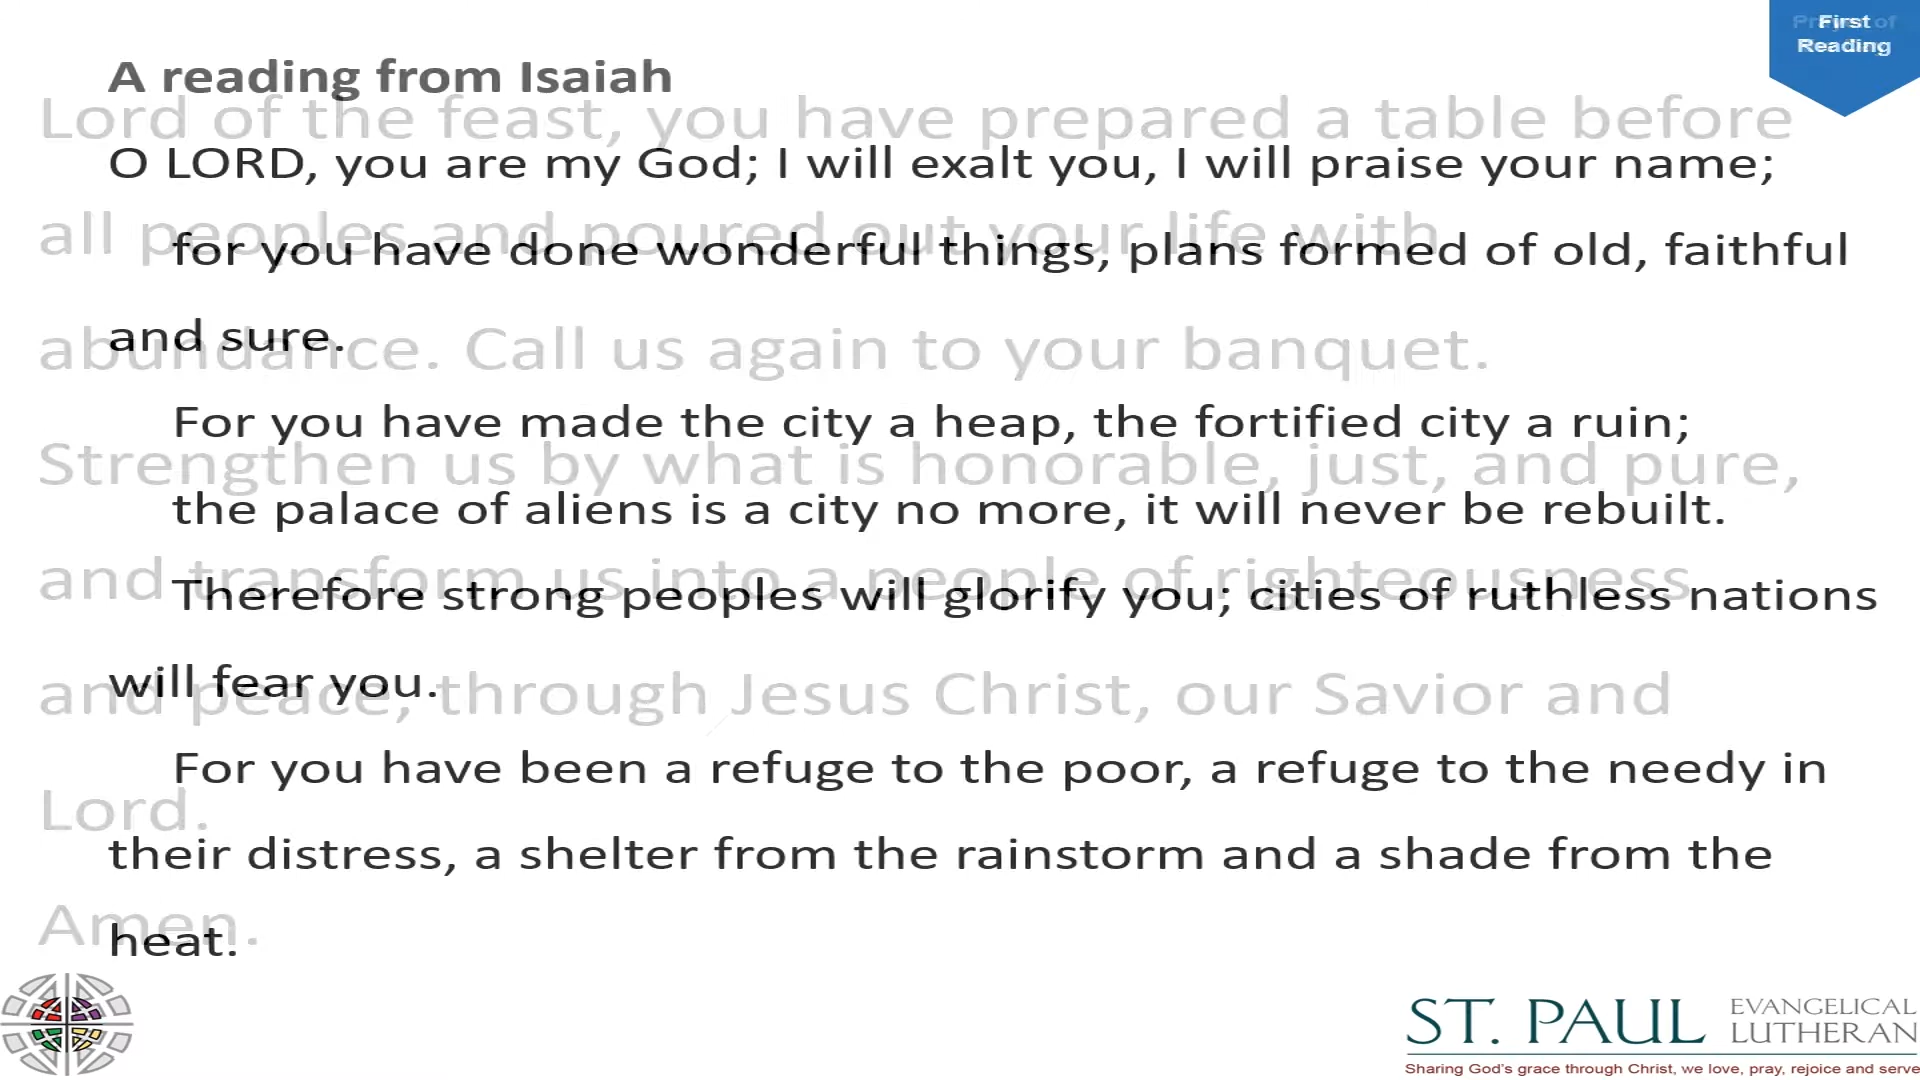 First
Reading
A reading from Isaiah
O LORD, you are my God; I will exalt you, I will praise your name;
for you have done wonderful things, plans formed of old, faithful
and sure.
For you have made the city a heap, the fortified city a ruin;
the palace of aliens is a city no more, it will never be rebuilt.
Therefore strong peoples will glorify you; cities of ruthless nations
will fear you.
For you have been a refuge to the poor, a refuge to the needy in
their distress, a shelter from the rainstorm and a shade from the
heat.
Lord of the feast, you have prepared a table before
all peoples and poured out your life with
abundance. Call us again to your banquet.
Strengthen us by what is honorable, just, and pure,
and transform us into a people of righteousness
and peace, through Jesus Christ, our Savior and
Lord.
Amen.
ST. PAUL EVANGELICAL
LUTHERAN
Sharing God's grace through Christ, we love, pray, rejoice and serve